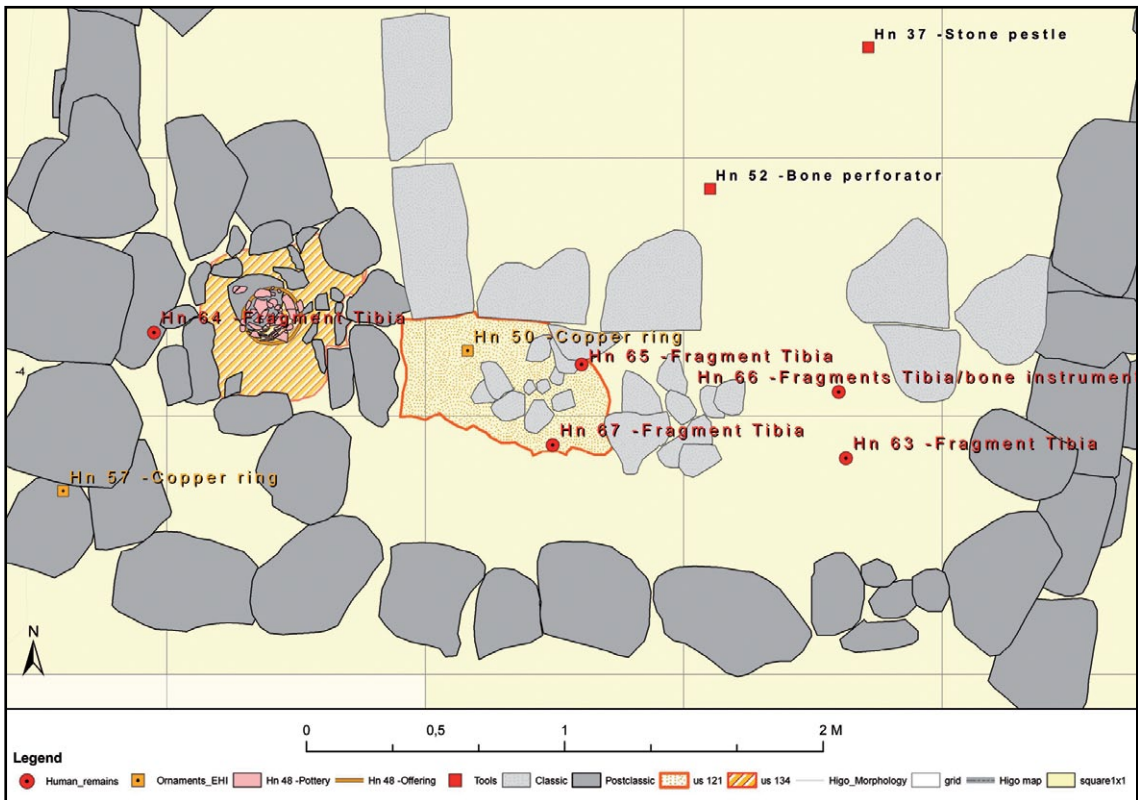 Hn 37 -Stone pestle
Hn 52 -Bone perforator
Hn 64 -Fragment Tibia
Hn 50 -Copper ring
Hn 65 -Fragment Tibia
-4
Hn 66 -Fragments Tibia/bone instrument
Hn 67 -Fragment Tibia
Hn 63 -Fragment Tibia
Hn 57 -Copper ring
N
0 0,5 1 2 M
Legend
Human_remains Ornaments_EHI Hn 48 -Pottery Hn 48 -Offering Tools Classic Postclassic us 121 us 134 Higo_Morphology grid Higo map square1x1